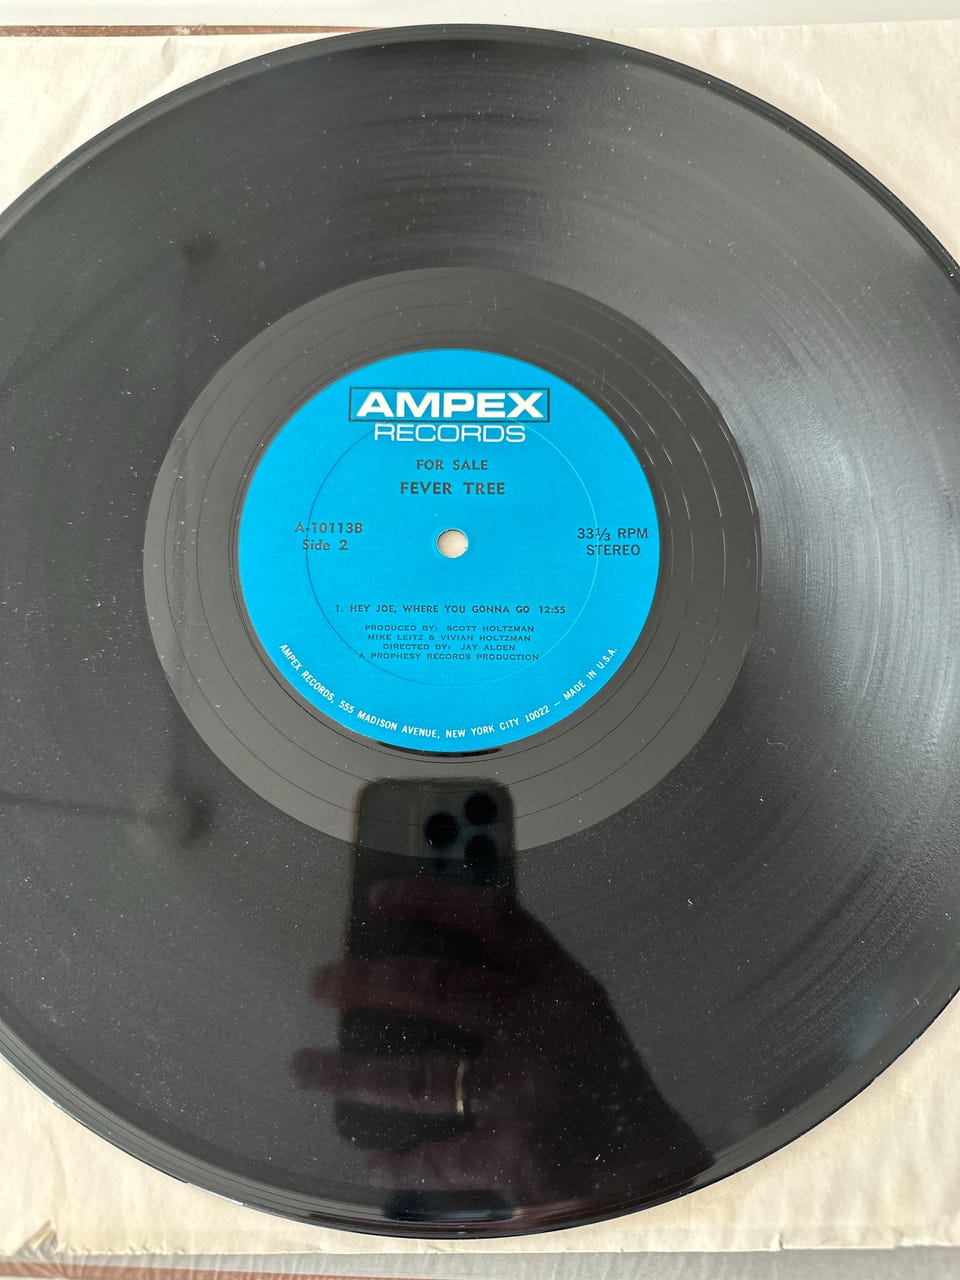 AMPEX
RECORDS
FOR SALE
FEVER TREE
A-10113B
Side 2
33⅓ RPM
STEREO
1. HEY JOE, WHERE YOU GONNA GO 12:55
PRODUCED BY: SCOTT HOLTZMAN
MIKE LEITZ & VIVIAN HOLTZMAN
DIRECTED BY: JAY ALDEN
A PROPHESY RECORDS PRODUCTION
AMPEX RECORDS, 555 MADISON AVENUE, NEW YORK CITY 10022 — MADE IN U.S.A.